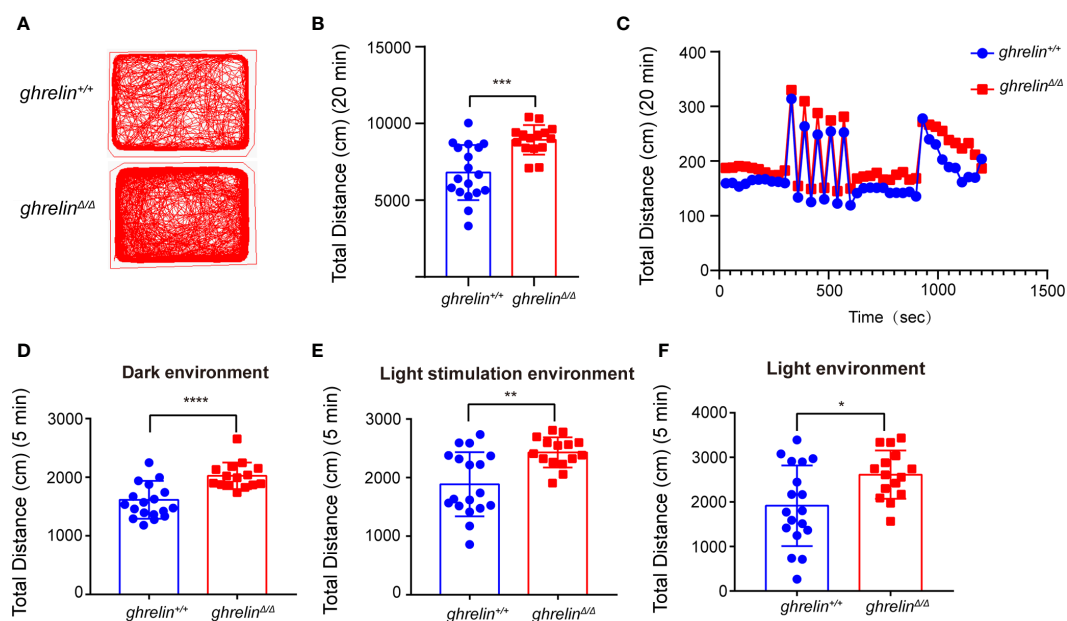 A
ghrelin+/+
ghrelinΔ/Δ
B
Total Distance (cm) (20 min)
15000
10000
5000
***
ghrelin+/+ ghrelinΔ/Δ
C
Total Distance (cm) (20 min)
400
300
200
100
0
0 500 1000 1500
Time (sec)
ghrelin+/+
ghrelinΔ/Δ
D
Dark environment
Total Distance (cm) (5 min)
3000
2000
1000
0
****
ghrelin+/+ ghrelinΔ/Δ
E
Light stimulation environment
Total Distance (cm) (5 min)
3000
2000
1000
0
**
ghrelin+/+ ghrelinΔ/Δ
F
Light environment
Total Distance (cm) (5 min)
4000
3000
2000
1000
0
*
ghrelin+/+ ghrelinΔ/Δ